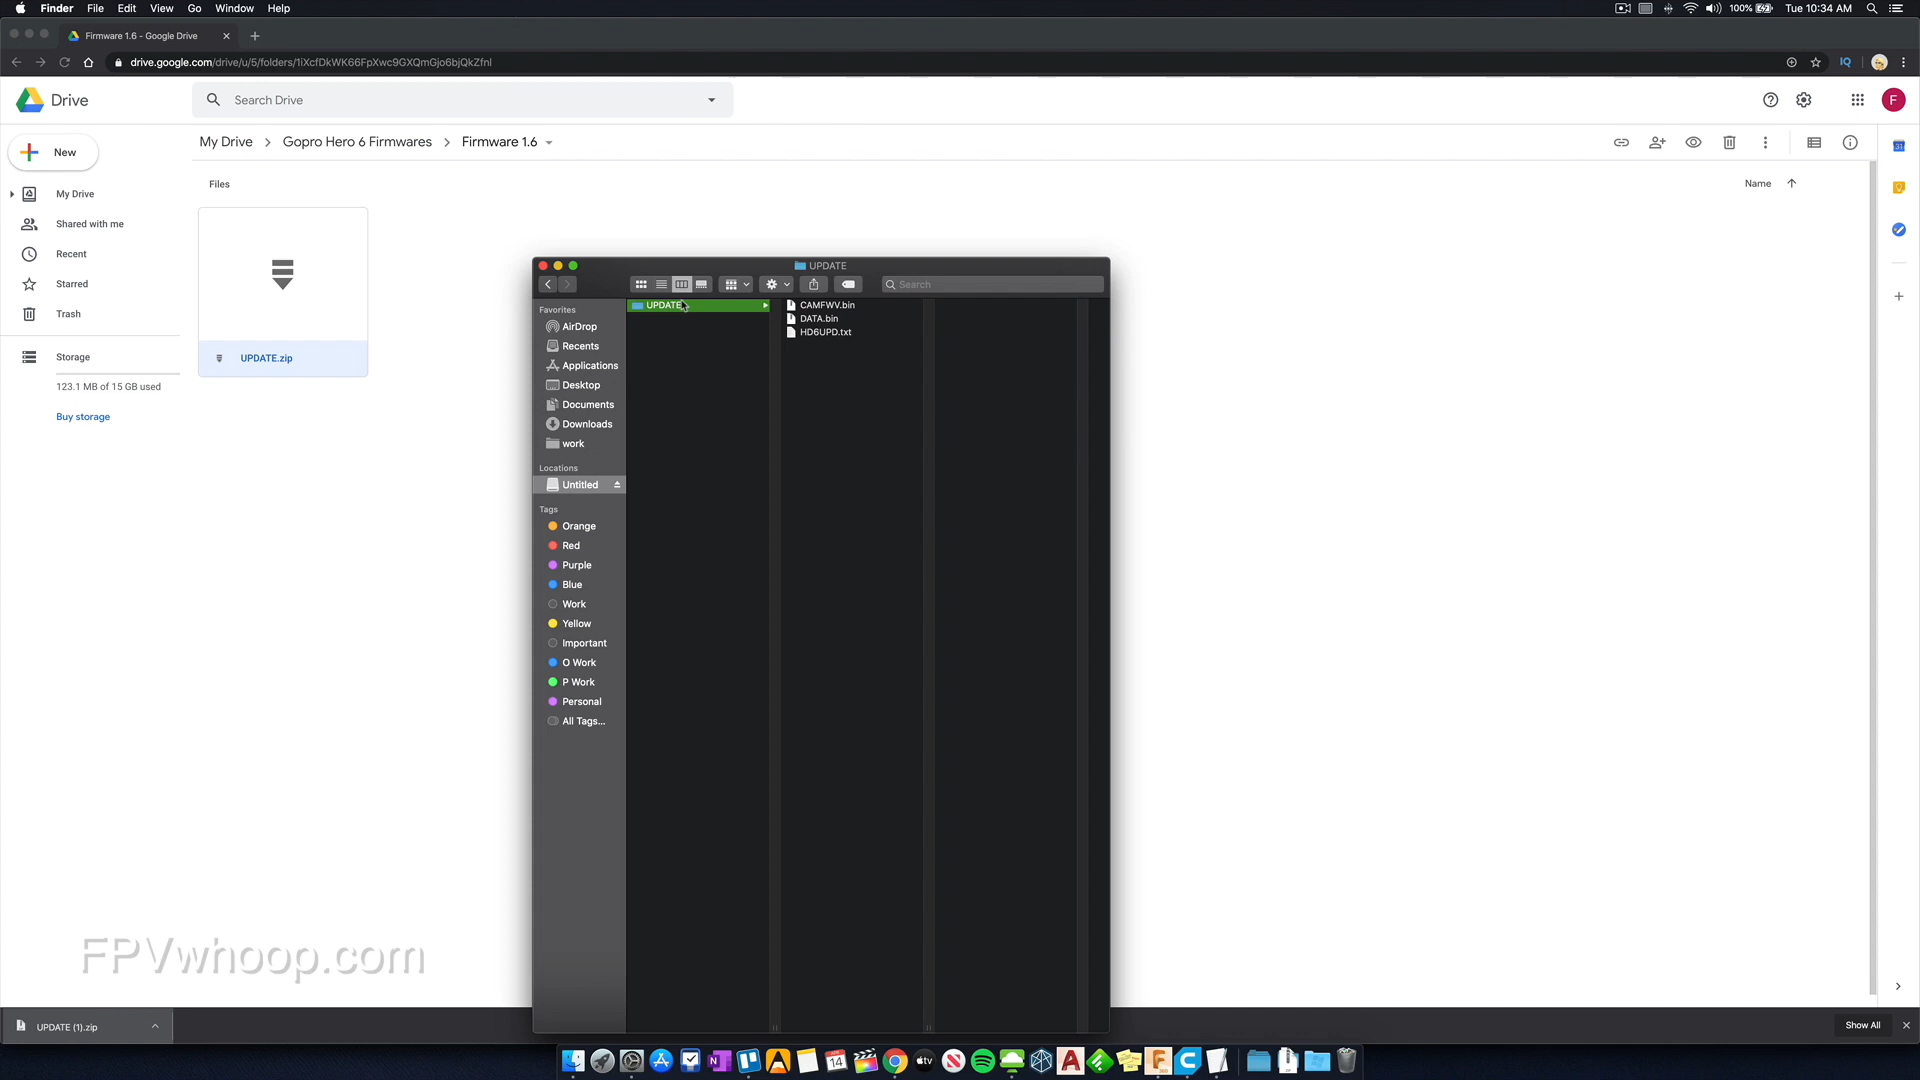 Finder File Edit View Go Window Help
100% Tue 10:34 AM
Firmware 1.6 - Google Drive
drive.google.com/drive/u/5/folders/1iXcfDkWK66FpXwc9GXQmGjo6bjQkZfnl
IQ
Drive
Search Drive
F
New
My Drive > Gopro Hero 6 Firmwares > Firmware 1.6
31
Files
Name
My Drive
Shared with me
Recent
Starred
Trash
Storage
123.1 MB of 15 GB used
Buy storage
UPDATE.zip
UPDATE
Search
Favorites
AirDrop
Recents
Applications
Desktop
Documents
Downloads
work
Locations
Untitled
Tags
Orange
Red
Purple
Blue
Work
Yellow
Important
O Work
P Work
Personal
All Tags...
UPDATE
CAMFWV.bin
DATA.bin
HD6UPD.txt
FPVwhoop.com
UPDATE (1).zip
Show All
14
tv